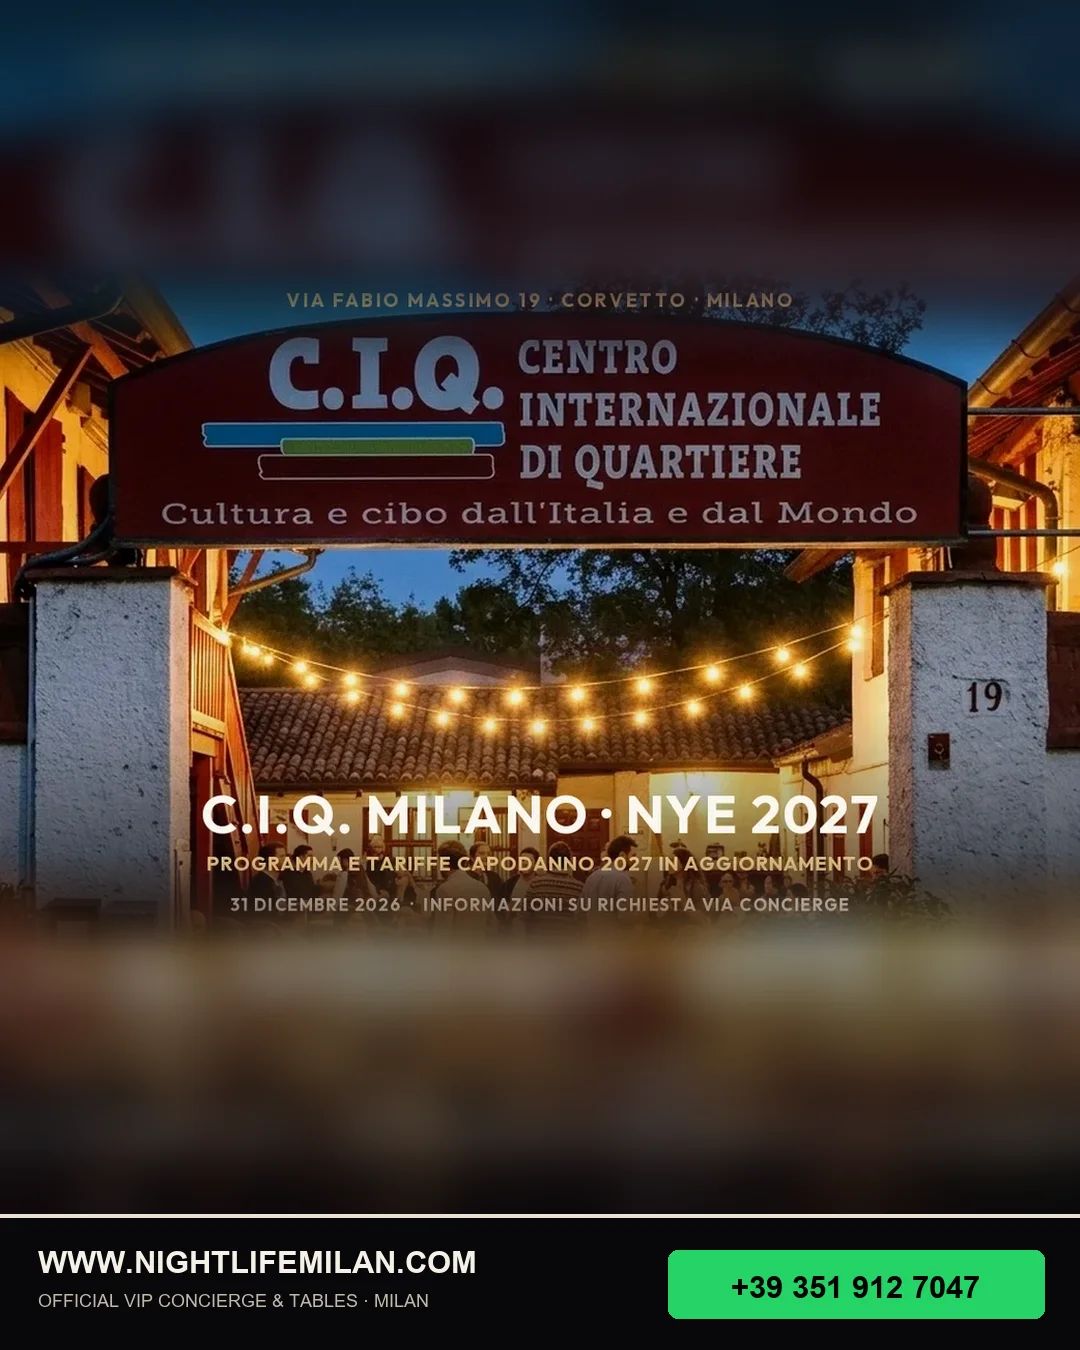 VIA FABIO MASSIMO 19 · CORVETTO · MILANO
C.I.Q. CENTRO
INTERNAZIONALE
DI QUARTIERE
Cultura e cibo dall'Italia e dal Mondo
19
C.I.Q. MILANO · NYE 2027
PROGRAMMA E TARIFFE CAPODANNO 2027 IN AGGIORNAMENTO
31 DICEMBRE 2026 · INFORMAZIONI SU RICHIESTA VIA CONCIERGE
WWW.NIGHTLIFEMILAN.COM
OFFICIAL VIP CONCIERGE & TABLES · MILAN
+39 351 912 7047